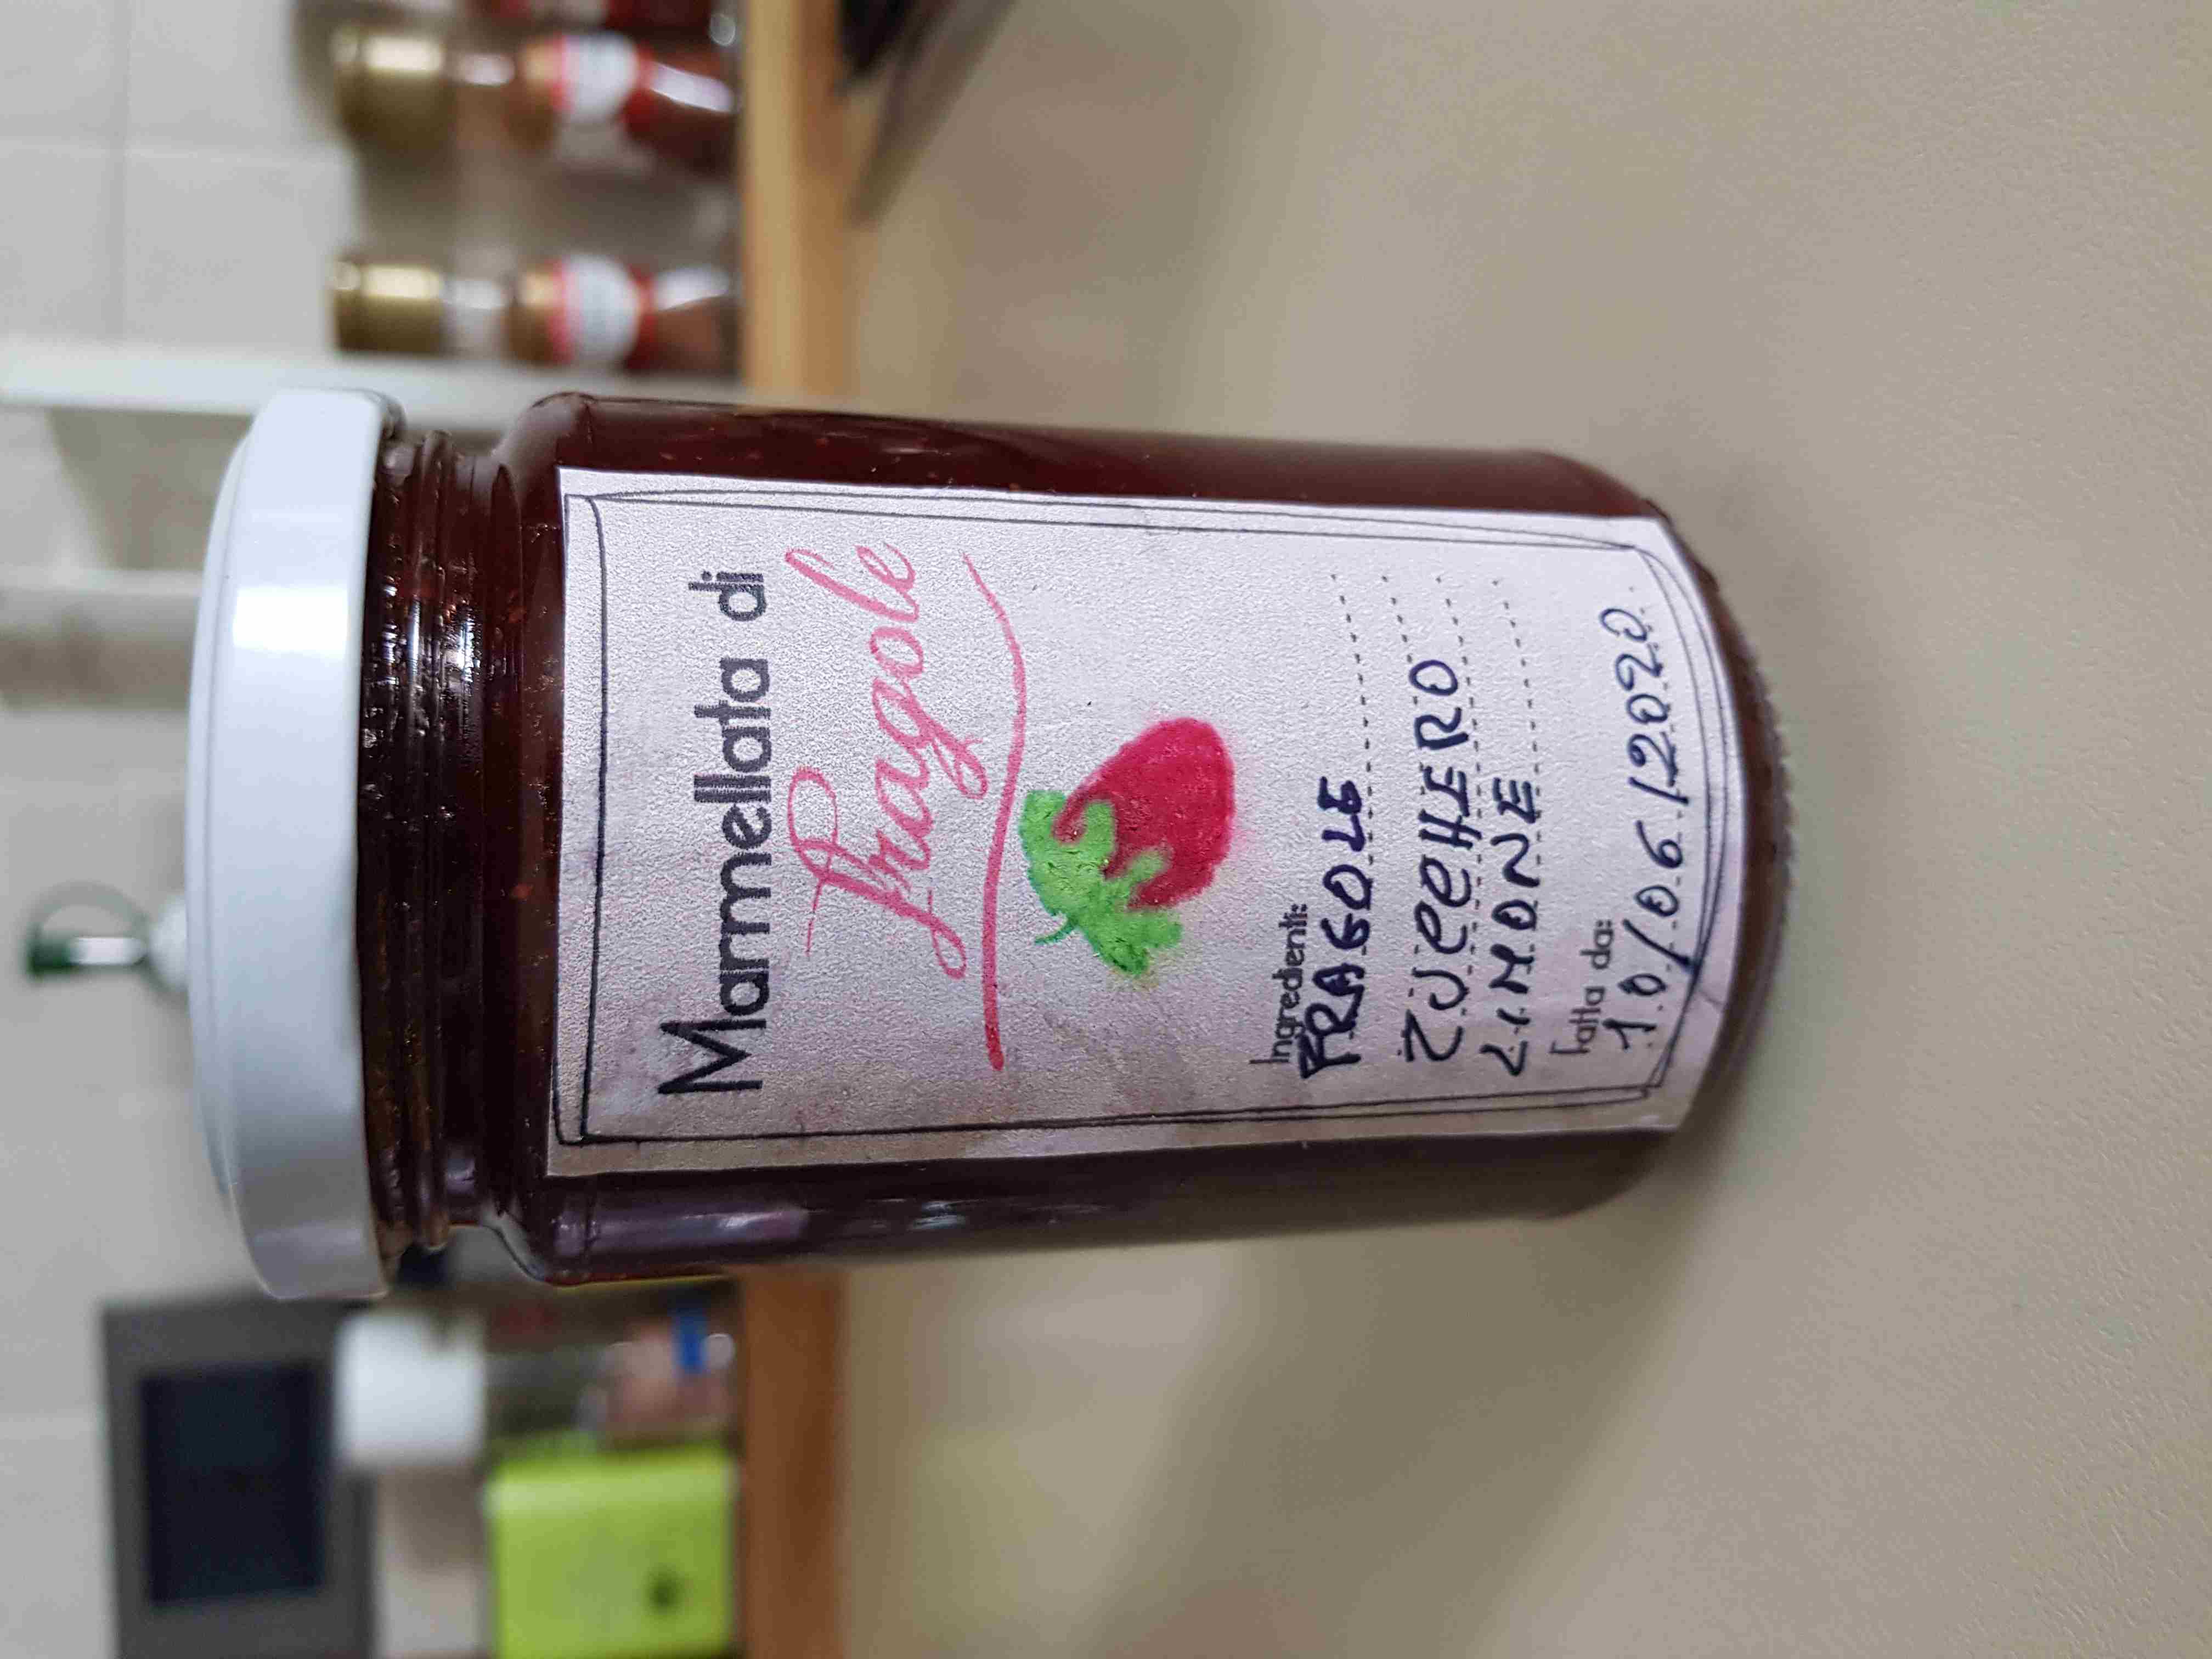 Marmellata di
fragole
Ingredienti:
FRAGOLE
ZUCCHERO
LIMONE
Fatta da:
10/06/2020